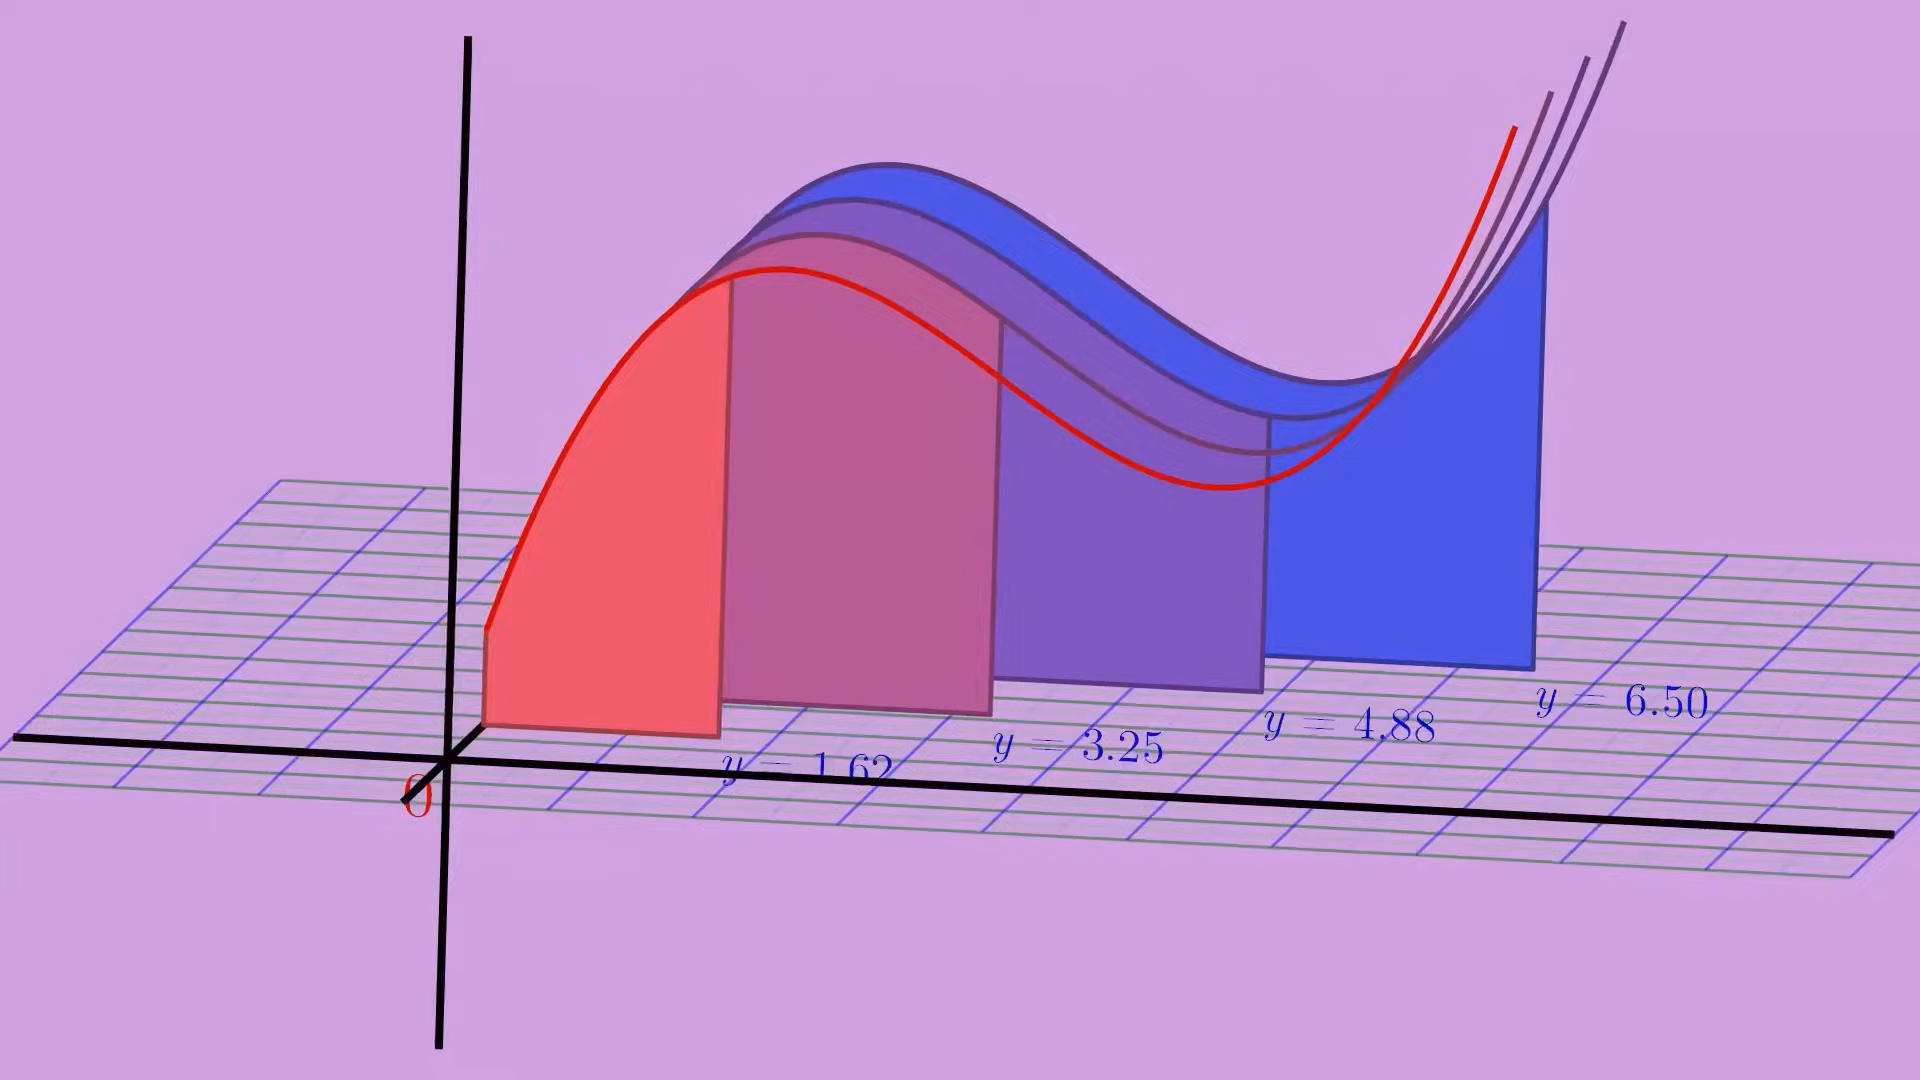 y = 6.50
y = 4.88
y = 3.25
y = 1.62
0